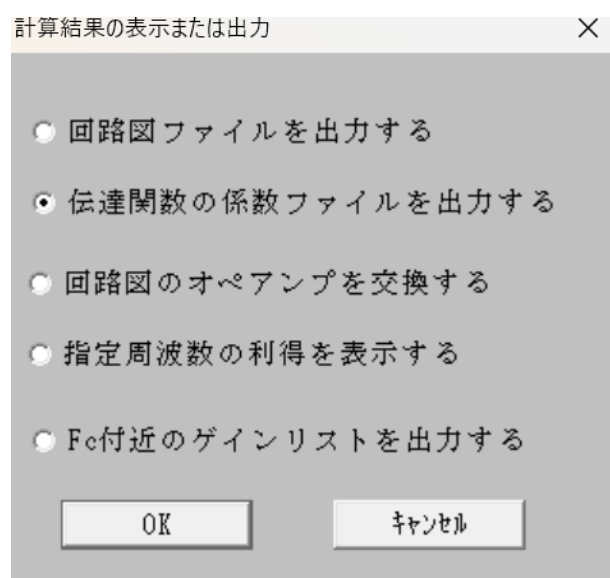 計算結果の表示または出力
回路図ファイルを出力する
伝達関数の係数ファイルを出力する
回路図のオペアンプを交換する
指定周波数の利得を表示する
Fc付近のゲインリストを出力する
OK
ｷｬﾝｾﾙ